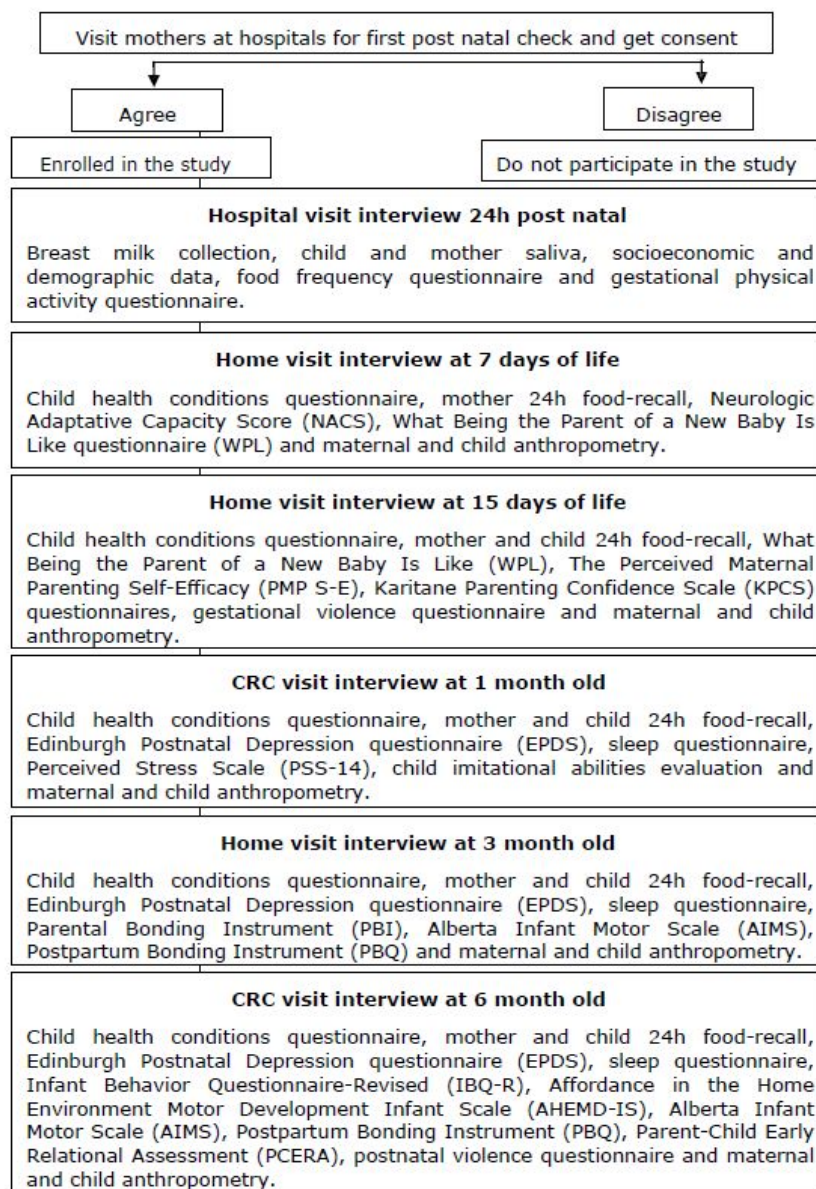 Visit mothers at hospitals for first post natal check and get consent
Agree
Disagree
Enrolled in the study
Do not participate in the study
Hospital visit interview 24h post natal
Breast milk collection, child and mother saliva, socioeconomic and
demographic data, food frequency questionnaire and gestational physical
activity questionnaire.
Home visit interview at 7 days of life
Child health conditions questionnaire, mother 24h food-recall, Neurologic
Adaptative Capacity Score (NACS), What Being the Parent of a New Baby Is
Like questionnaire (WPL) and maternal and child anthropometry.
Home visit interview at 15 days of life
Child health conditions questionnaire, mother and child 24h food-recall, What
Being the Parent of a New Baby Is Like (WPL), The Perceived Maternal
Parenting Self-Efficacy (PMP S-E), Karitane Parenting Confidence Scale (KPCS)
questionnaires, gestational violence questionnaire and maternal and child
anthropometry.
CRC visit interview at 1 month old
Child health conditions questionnaire, mother and child 24h food-recall,
Edinburgh Postnatal Depression questionnaire (EPDS), sleep questionnaire,
Perceived Stress Scale (PSS-14), child imitational abilities evaluation and
maternal and child anthropometry.
Home visit interview at 3 month old
Child health conditions questionnaire, mother and child 24h food-recall,
Edinburgh Postnatal Depression questionnaire (EPDS), sleep questionnaire,
Parental Bonding Instrument (PBI), Alberta Infant Motor Scale (AIMS),
Postpartum Bonding Instrument (PBQ) and maternal and child anthropometry.
CRC visit interview at 6 month old
Child health conditions questionnaire, mother and child 24h food-recall,
Edinburgh Postnatal Depression questionnaire (EPDS), sleep questionnaire,
Infant Behavior Questionnaire-Revised (IBQ-R), Affordance in the Home
Environment Motor Development Infant Scale (AHEMD-IS), Alberta Infant
Motor Scale (AIMS), Postpartum Bonding Instrument (PBQ), Parent-Child Early
Relational Assessment (PCERA), postnatal violence questionnaire and maternal
and child anthropometry.